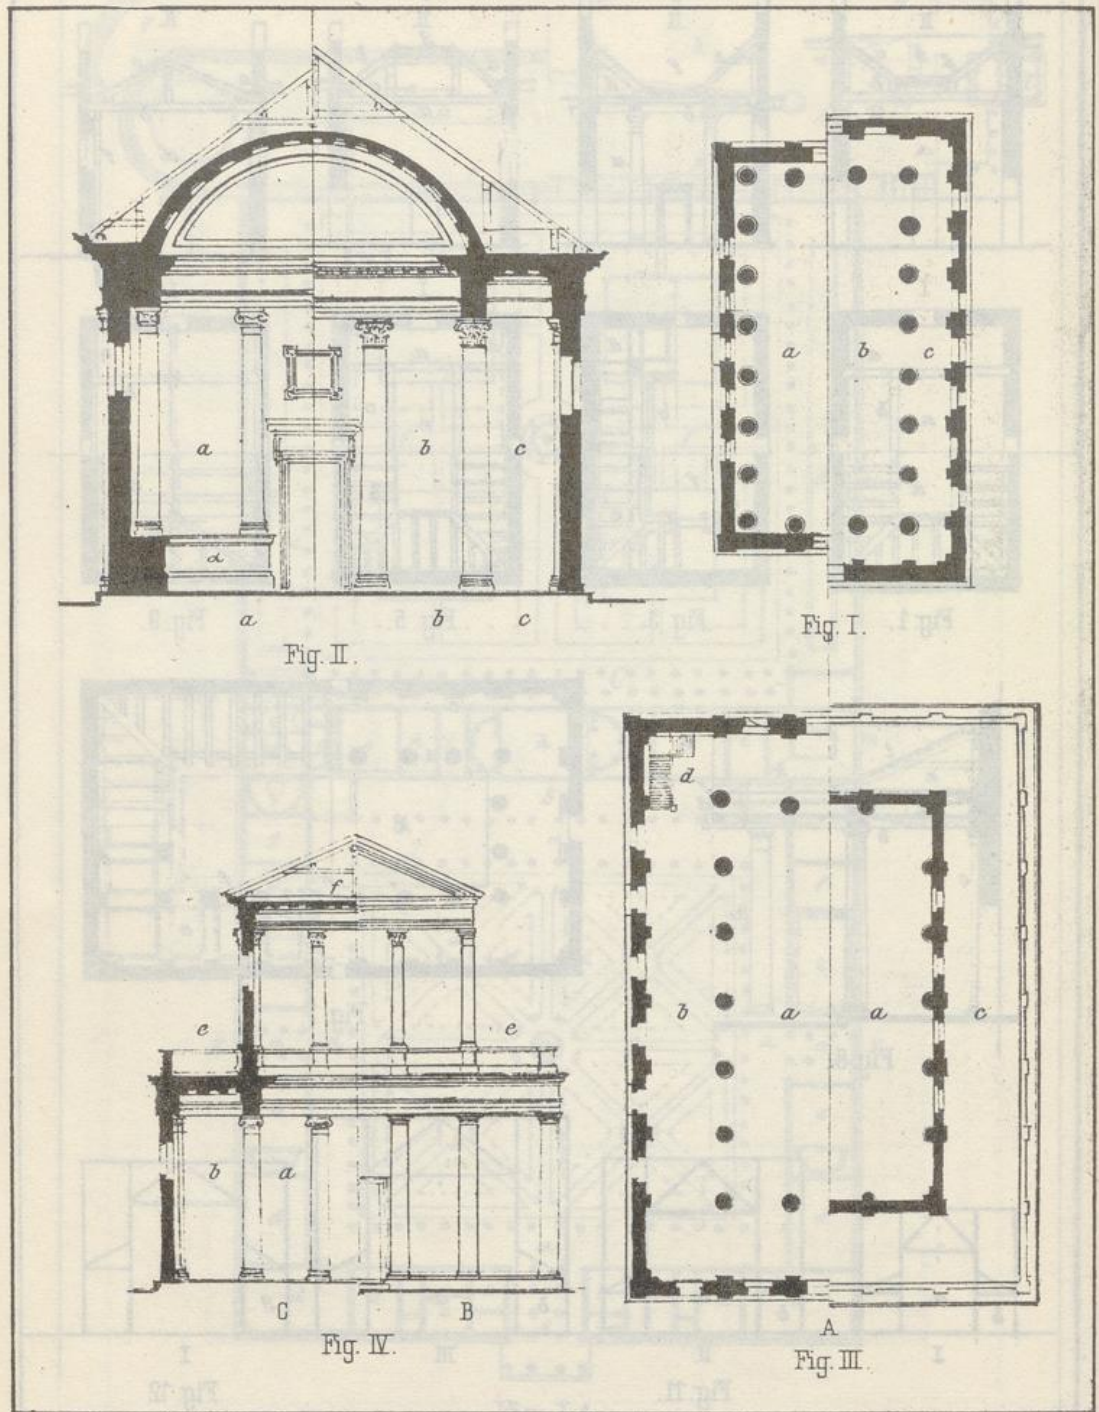 a b c
a b c
α
a b c
Fig. I.
Fig. II.
d
b a a c
A
Fig. III.
f
e e
b a
C B
Fig. IV.